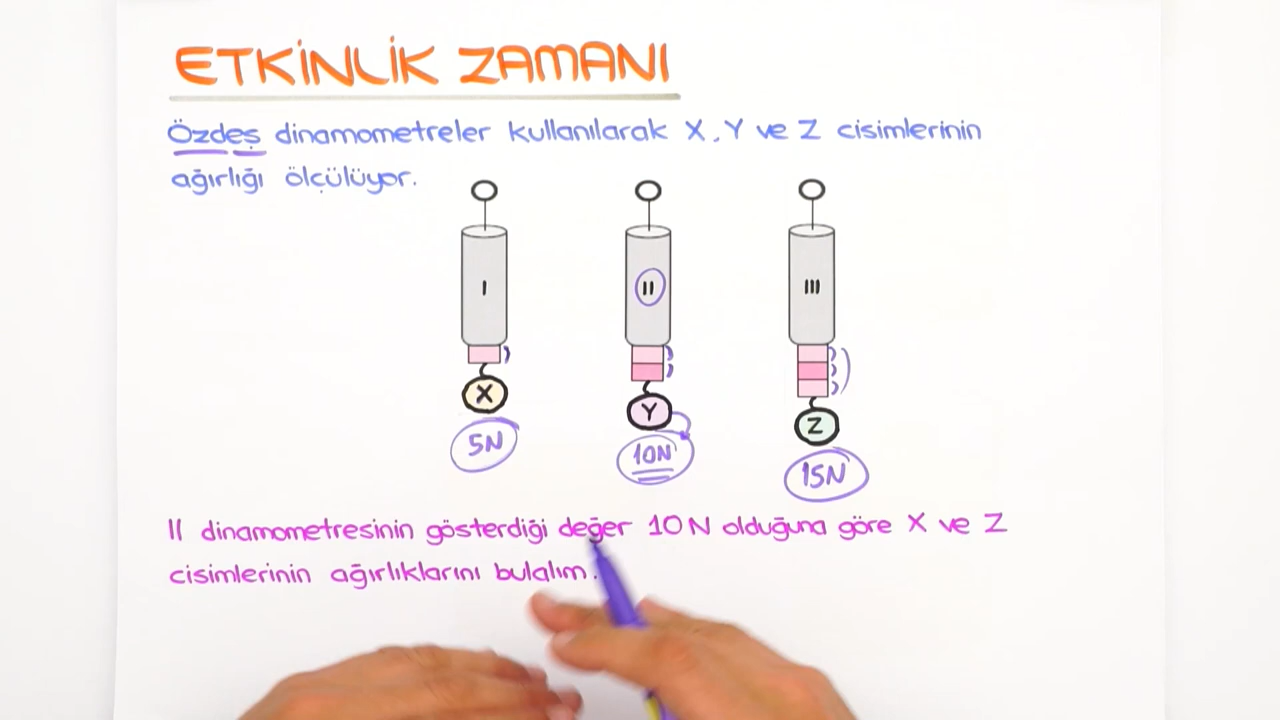 ETKİNLİK ZAMANI
Özdeş dinamometreler kullanılarak X, Y ve Z cisimlerinin
ağırlığı ölçülüyor.
I II III
X Y Z
5N 10N 15N
II dinamometresinin gösterdiği değer 10 N olduğuna göre X ve Z
cisimlerinin ağırlıklarını bulalım.